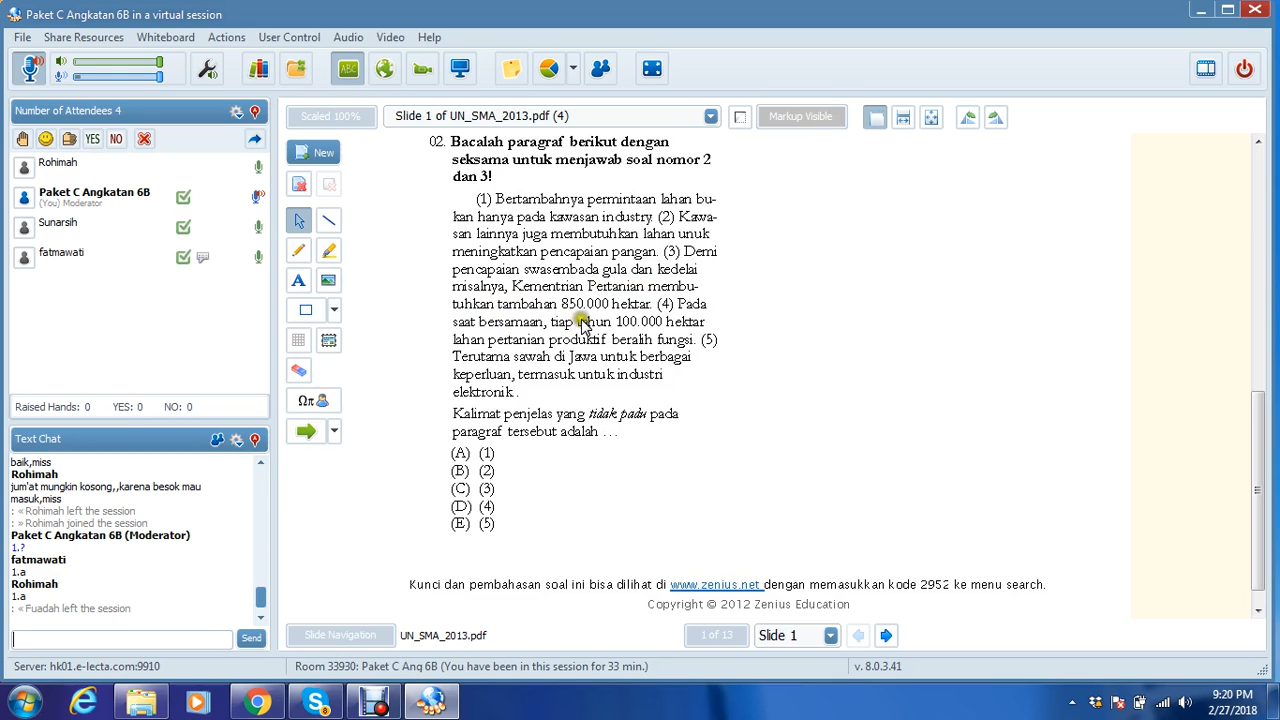 Paket C Angkatan 6B in a virtual session
File Share Resources Whiteboard Actions User Control Audio Video Help
ABC
Number of Attendees 4
YES NO
Rohimah
Paket C Angkatan 6B
(You) Moderator
Sunarsih
fatmawati
Raised Hands: 0 YES: 0 NO: 0
Text Chat
baik,miss
Rohimah
jum'at mungkin kosong,,karena besok mau
masuk,miss
: « Rohimah left the session
: » Rohimah joined the session
Paket C Angkatan 6B (Moderator)
1.?
fatmawati
1.a
Rohimah
1.a
: « Fuadah left the session
Send
Scaled 100%
Slide 1 of UN_SMA_2013.pdf (4)
Markup Visible
New
A
Ωπ
02. Bacalah paragraf berikut dengan
seksama untuk menjawab soal nomor 2
dan 3!
(1) Bertambahnya permintaan lahan bu-
kan hanya pada kawasan industry. (2) Kawa-
san lainnya juga membutuhkan lahan unuk
meningkatkan pencapaian pangan. (3) Demi
pencapaian swasembada gula dan kedelai
misalnya, Kementrian Pertanian membu-
tuhkan tambahan 850.000 hektar. (4) Pada
saat bersamaan, tiap tahun 100.000 hektar
lahan pertanian produktif beralih fungsi. (5)
Terutama sawah di Jawa untuk berbagai
keperluan, termasuk untuk industri
elektronik .
Kalimat penjelas yang tidak padu pada
paragraf tersebut adalah …
(A) (1)
(B) (2)
(C) (3)
(D) (4)
(E) (5)
Kunci dan pembahasan soal ini bisa dilihat di www.zenius.net dengan memasukkan kode 2952 ke menu search.
Copyright © 2012 Zenius Education
Slide Navigation UN_SMA_2013.pdf 1 of 13 Slide 1
Server: hk01.e-lecta.com:9910 Room 33930: Paket C Ang 6B (You have been in this session for 33 min.) v. 8.0.3.41
9:20 PM
2/27/2018